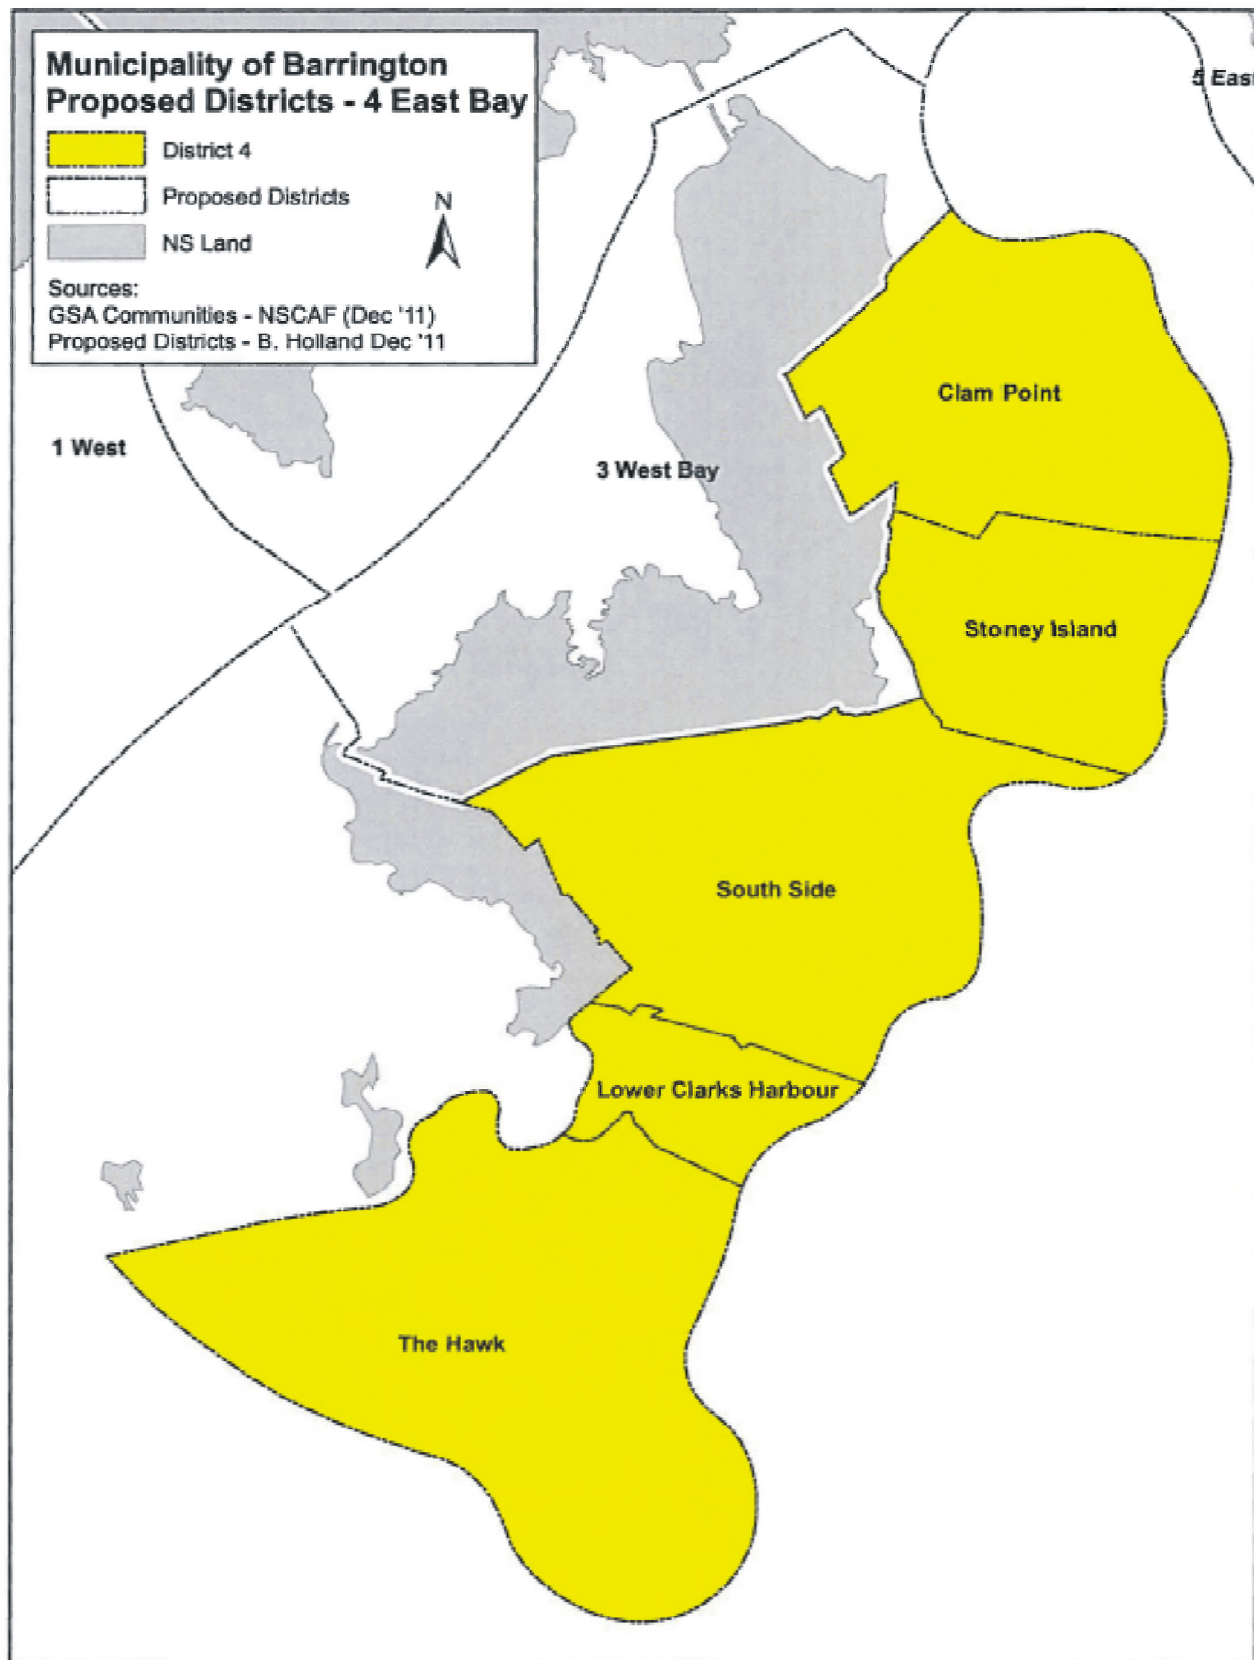 Municipality of Barrington
Proposed Districts - 4 East Bay
District 4
Proposed Districts
N
NS Land
Sources:
GSA Communities - NSCAF (Dec '11)
Proposed Districts - B. Holland Dec '11
5 East
Clam Point
1 West
3 West Bay
Stoney Island
South Side
Lower Clarks Harbour
The Hawk